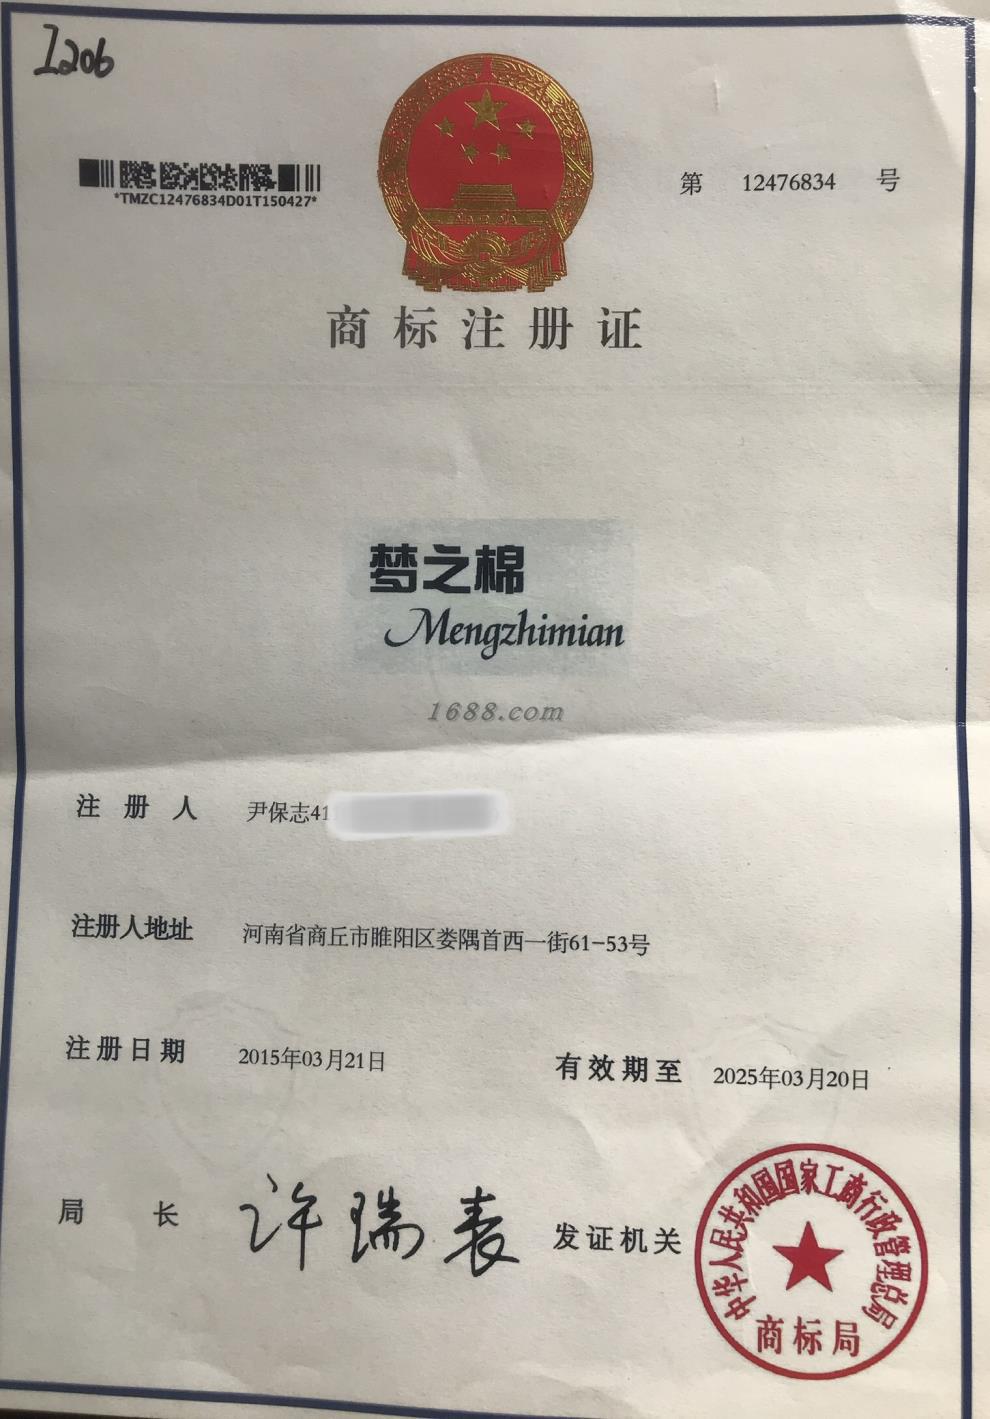 I206
*TMZC12476834D01T150427*
第 12476834 号
商标注册证
梦之棉
Mengzhimian
1688.com
注册人 尹保志41
注册人地址 河南省商丘市睢阳区娄隅首西一街61-53号
注册日期 2015年03月21日 有效期至 2025年03月20日
局长 许瑞表 发证机关
中华人民共和国国家工商行政管理总局
商标局